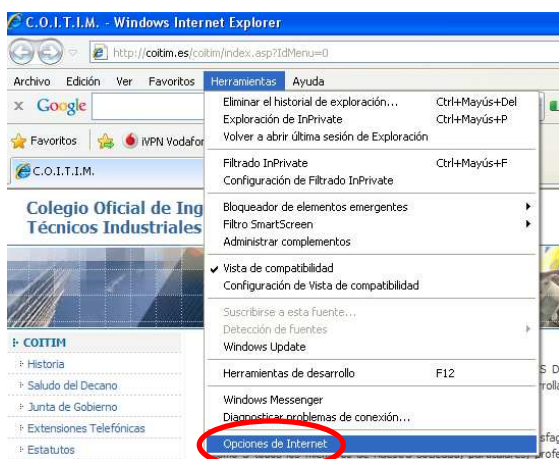 C.O.I.T.I.M. - Windows Internet Explorer
http://coitim.es/coitim/index.asp?IdMenu=0
Archivo Edición Ver Favoritos Herramientas Ayuda
x Google
Favoritos iVPN Vodafor
C.O.I.T.I.M.
Eliminar el historial de exploración... Ctrl+Mayús+Del
Exploración de InPrivate Ctrl+Mayús+P
Volver a abrir última sesión de Exploración
Filtrado InPrivate Ctrl+Mayús+F
Configuración de Filtrado InPrivate
Bloqueador de elementos emergentes
Filtro SmartScreen
Administrar complementos
Vista de compatibilidad
Configuración de Vista de compatibilidad
Suscribirse a esta fuente...
Detección de fuentes
Windows Update
Herramientas de desarrollo F12
Windows Messenger
Diagnosticar problemas de conexión...
Opciones de Internet
Colegio Oficial de Ing
Técnicos Industriales
COITIM
Historia
Saludo del Decano
Junta de Gobierno
Extensiones Telefónicas
Estatutos